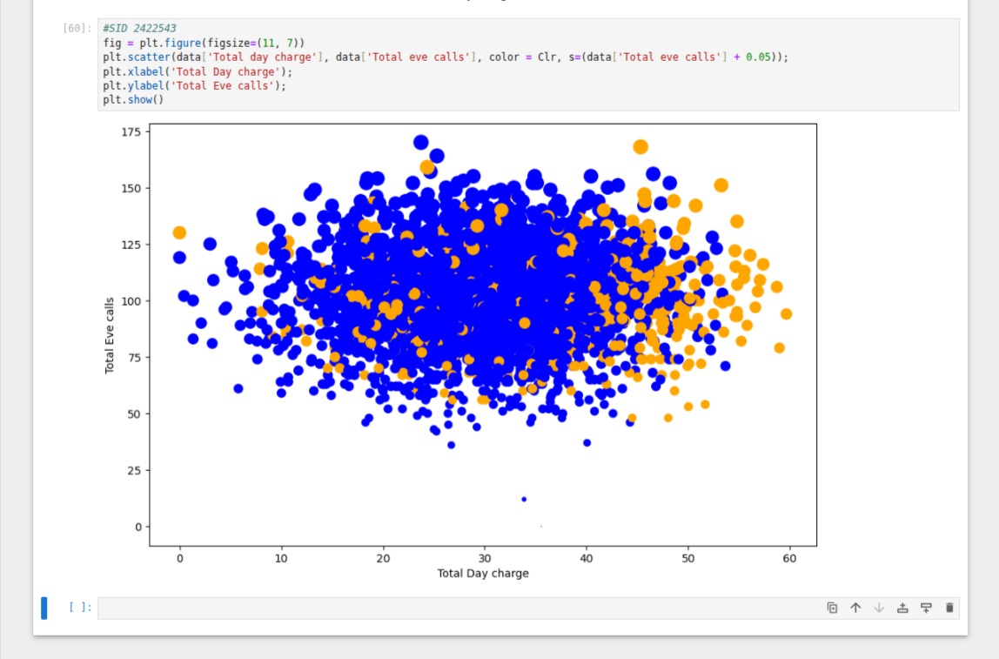 [60]: #SID 2422543
fig = plt.figure(figsize=(11, 7))
plt.scatter(data['Total day charge'], data['Total eve calls'], color = Clr, s=(data['Total eve calls'] + 0.05));
plt.xlabel('Total Day charge');
plt.ylabel('Total Eve calls');
plt.show()
175
150
125
100
75
50
25
0
Total Eve calls
0 10 20 30 40 50 60
Total Day charge
[ ]: